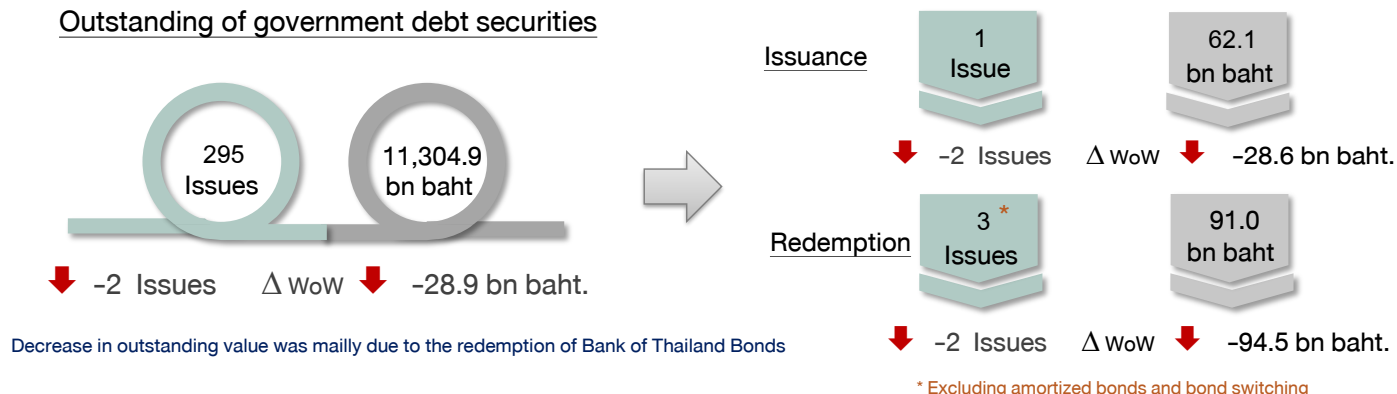 Outstanding of government debt securities
295
Issues
11,304.9
bn baht
-2 Issues Δ WoW -28.9 bn baht.
Decrease in outstanding value was mailly due to the redemption of Bank of Thailand Bonds
Issuance
1
Issue
62.1
bn baht
-2 Issues Δ WoW -28.6 bn baht.
Redemption
3 *
Issues
91.0
bn baht
-2 Issues Δ WoW -94.5 bn baht.
* Excluding amortized bonds and bond switching